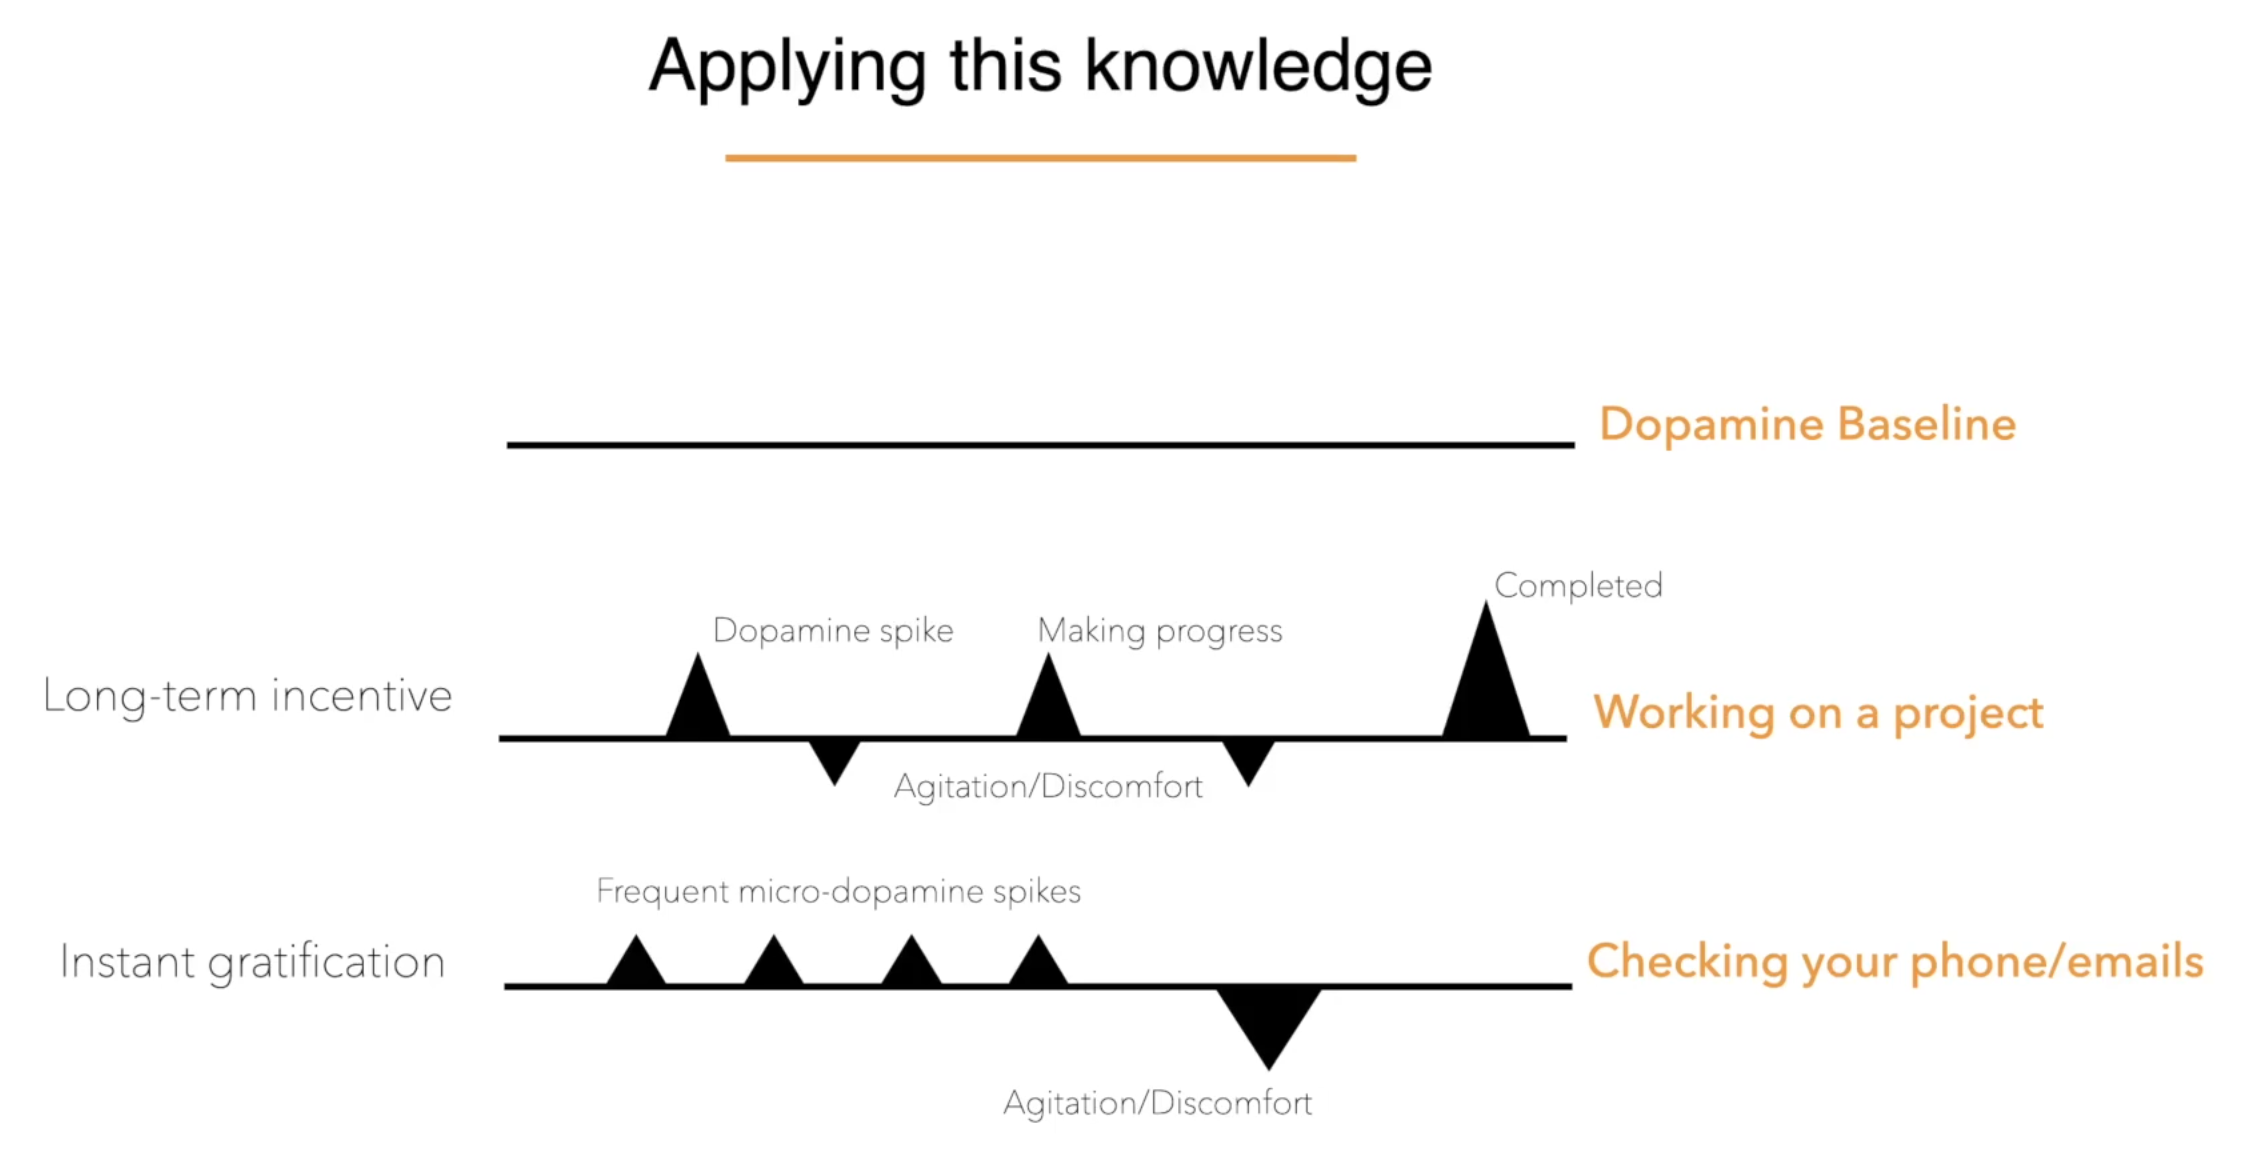 Applying this knowledge
Dopamine Baseline
Completed
Dopamine spike
Making progress
Long-term incentive
Working on a project
Agitation/Discomfort
Frequent micro-dopamine spikes
Instant gratification
Checking your phone/emails
Agitation/Discomfort